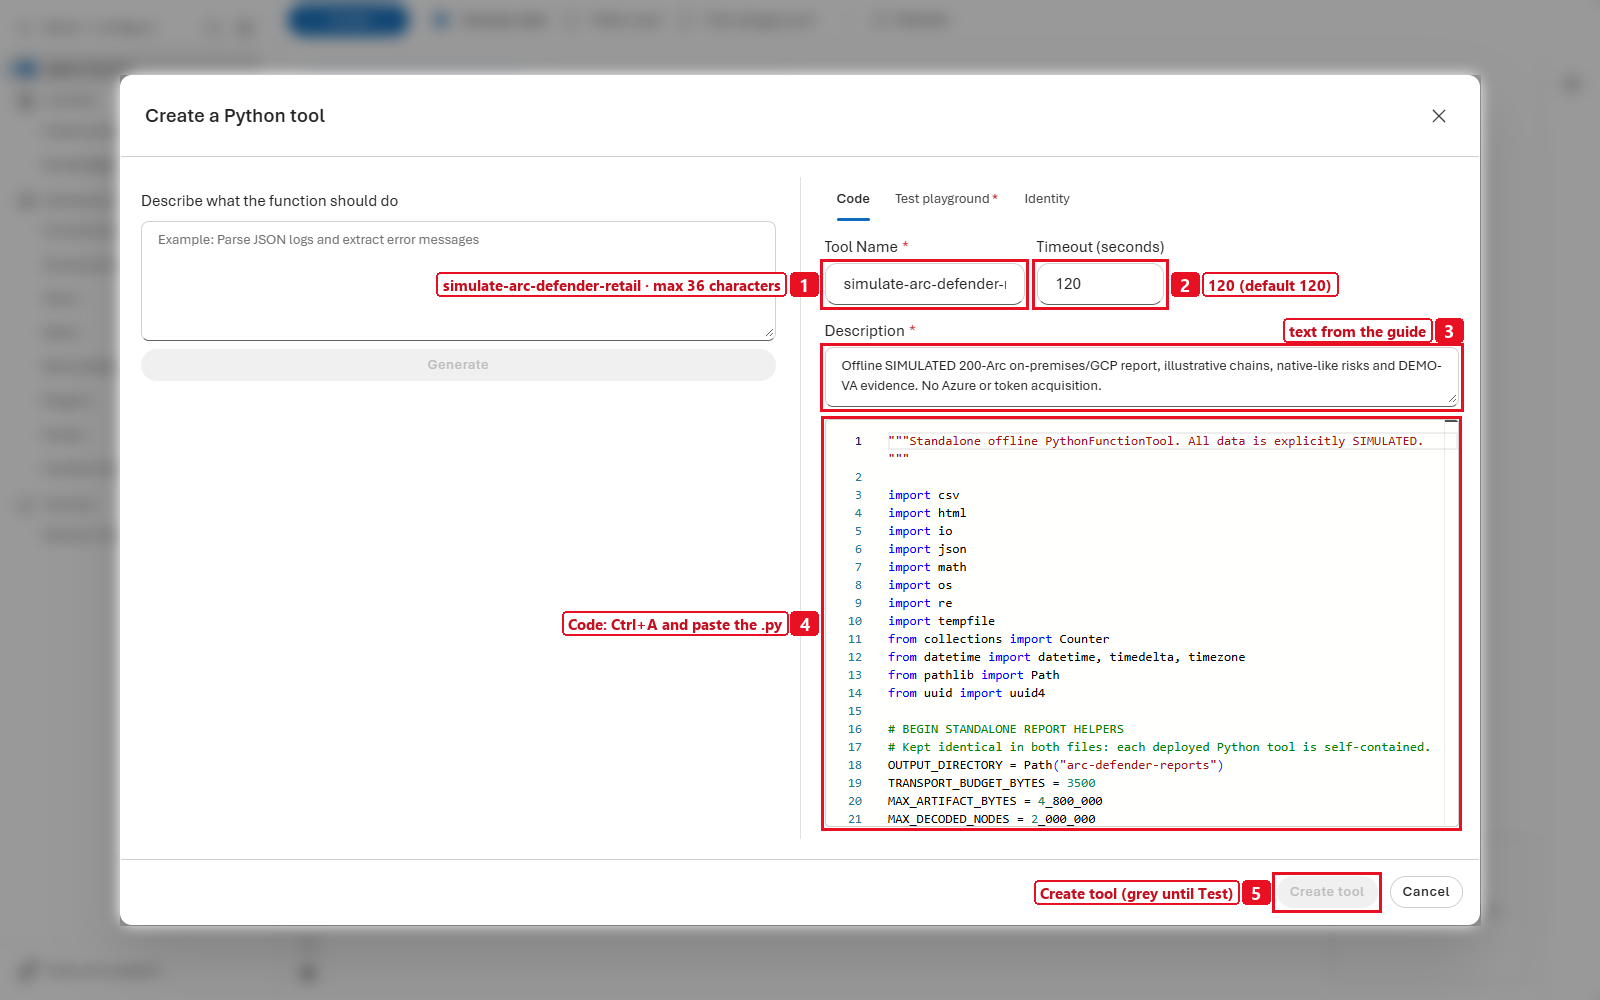 Create a Python tool
Describe what the function should do
Example: Parse JSON logs and extract error messages
Generate
Code
Test playground *
Identity
Tool Name *
Timeout (seconds)
simulate-arc-defender-retail · max 36 characters
1
simulate-arc-defender-r
120
2
120 (default 120)
Description *
text from the guide
3
Offline SIMULATED 200-Arc on-premises/GCP report, illustrative chains, native-like risks and DEMO-
VA evidence. No Azure or token acquisition.
1 """Standalone offline PythonFunctionTool. All data is explicitly SIMULATED.
"""
2
3 import csv
4 import html
5 import io
6 import json
7 import math
8 import os
9 import re
10 import tempfile
11 from collections import Counter
12 from datetime import datetime, timedelta, timezone
13 from pathlib import Path
14 from uuid import uuid4
15
16 # BEGIN STANDALONE REPORT HELPERS
17 # Kept identical in both files: each deployed Python tool is self-contained.
18 OUTPUT_DIRECTORY = Path("arc-defender-reports")
19 TRANSPORT_BUDGET_BYTES = 3500
20 MAX_ARTIFACT_BYTES = 4_800_000
21 MAX_DECODED_NODES = 2_000_000
Code: Ctrl+A and paste the .py
4
Create tool (grey until Test)
5
Create tool
Cancel